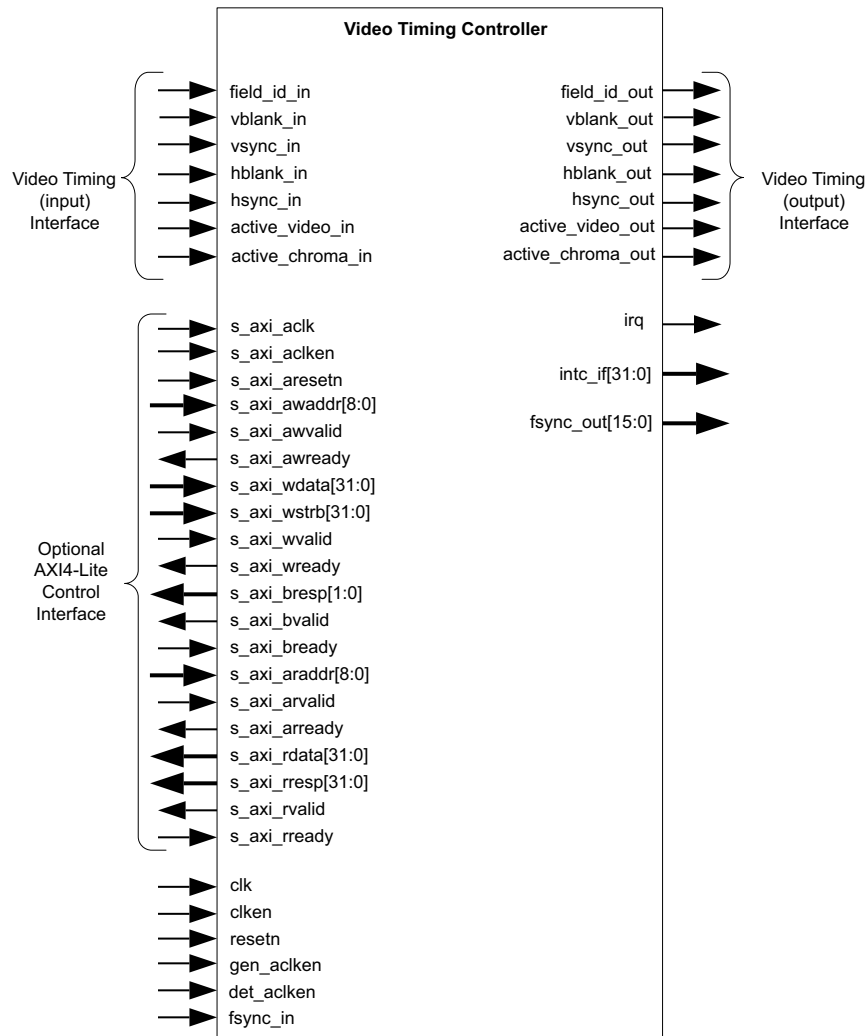 Video Timing Controller
Video Timing
(input)
Interface
field_id_in
vblank_in
vsync_in
hblank_in
hsync_in
active_video_in
active_chroma_in
field_id_out
vblank_out
vsync_out
hblank_out
hsync_out
active_video_out
active_chroma_out
Video Timing
(output)
Interface
irq
intc_if[31:0]
fsync_out[15:0]
Optional
AXI4-Lite
Control
Interface
s_axi_aclk
s_axi_aclken
s_axi_aresetn
s_axi_awaddr[8:0]
s_axi_awvalid
s_axi_awready
s_axi_wdata[31:0]
s_axi_wstrb[31:0]
s_axi_wvalid
s_axi_wready
s_axi_bresp[1:0]
s_axi_bvalid
s_axi_bready
s_axi_araddr[8:0]
s_axi_arvalid
s_axi_arready
s_axi_rdata[31:0]
s_axi_rresp[31:0]
s_axi_rvalid
s_axi_rready
clk
clken
resetn
gen_aclken
det_aclken
fsync_in